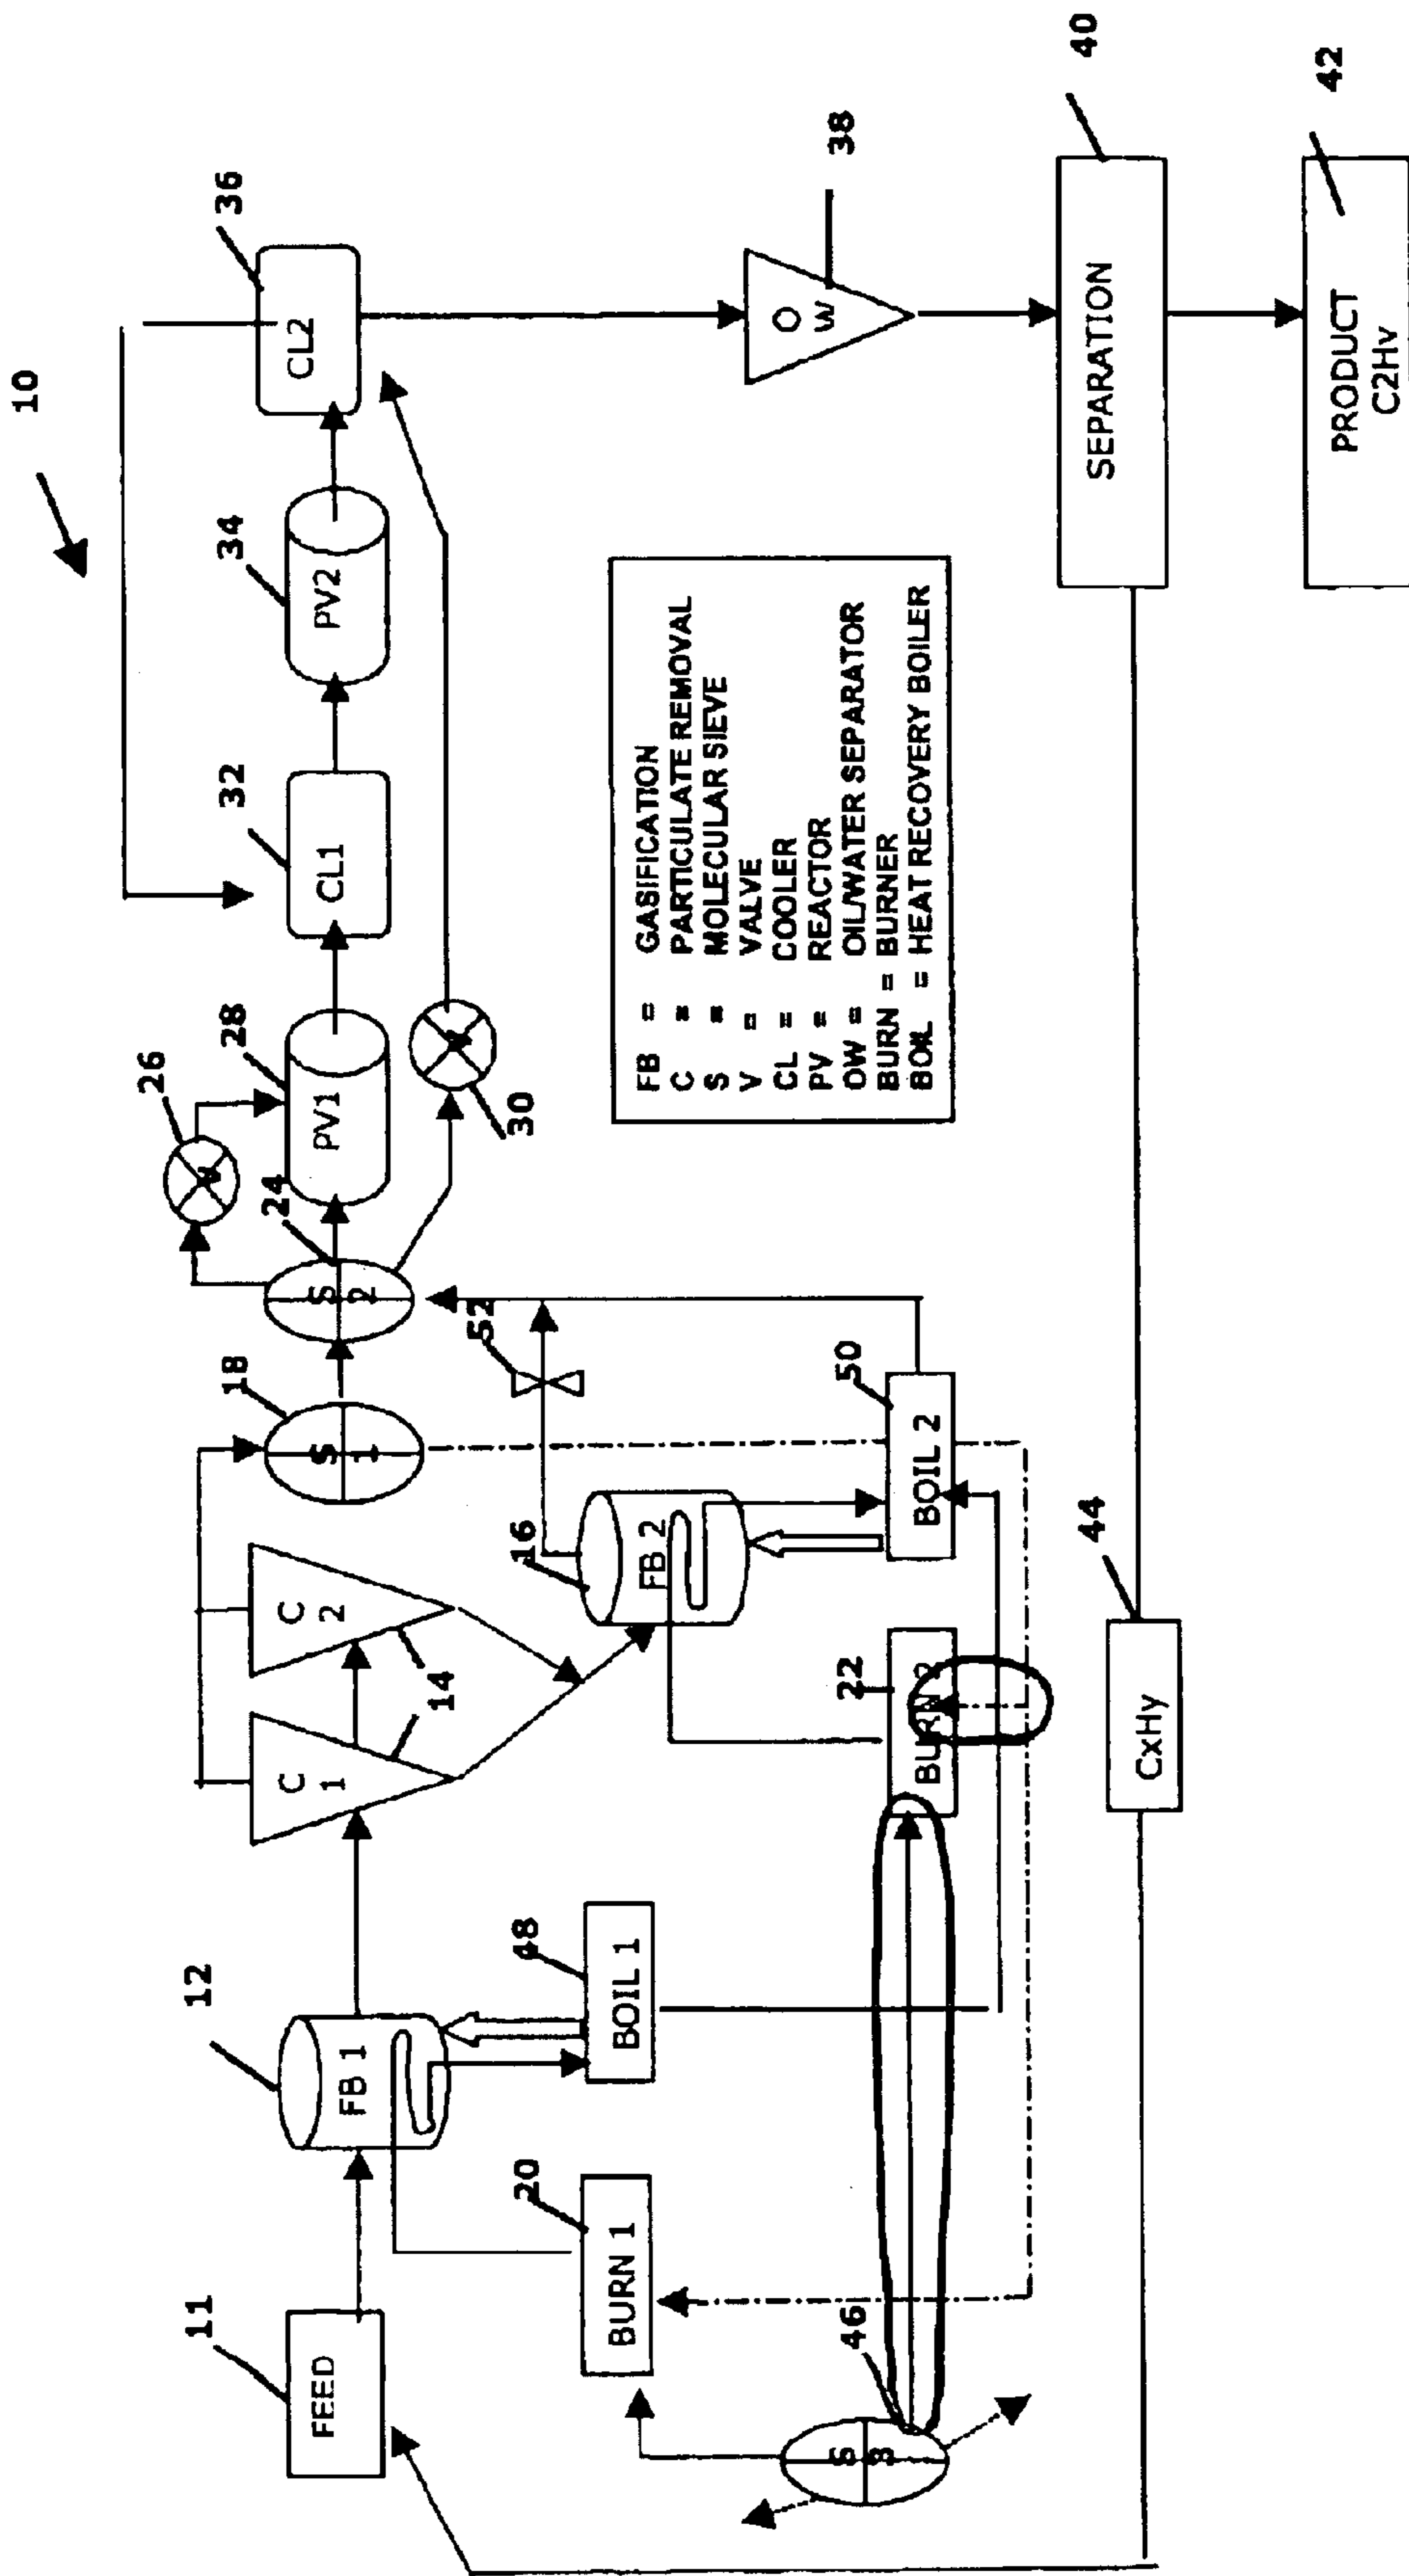 10
11
FEED
12
FB 1
C
1
C
2
14
18
S
1
24
S
2
26
V
28
PV1
30
V
32
CL1
34
PV2
36
CL2
20
BURN 1
48
BOIL 1
16
FB 2
52
46
S
22
BURN 2
50
BOIL 2
FB = GASIFICATION
C = PARTICULATE REMOVAL
S = MOLECULAR SIEVE
V = VALVE
CL = COOLER
PV = REACTOR
OW = OIL/WATER SEPARATOR
BURN = BURNER
BOIL = HEAT RECOVERY BOILER
O
W
38
44
CxHy
SEPARATION
40
PRODUCT
C2Hv
42